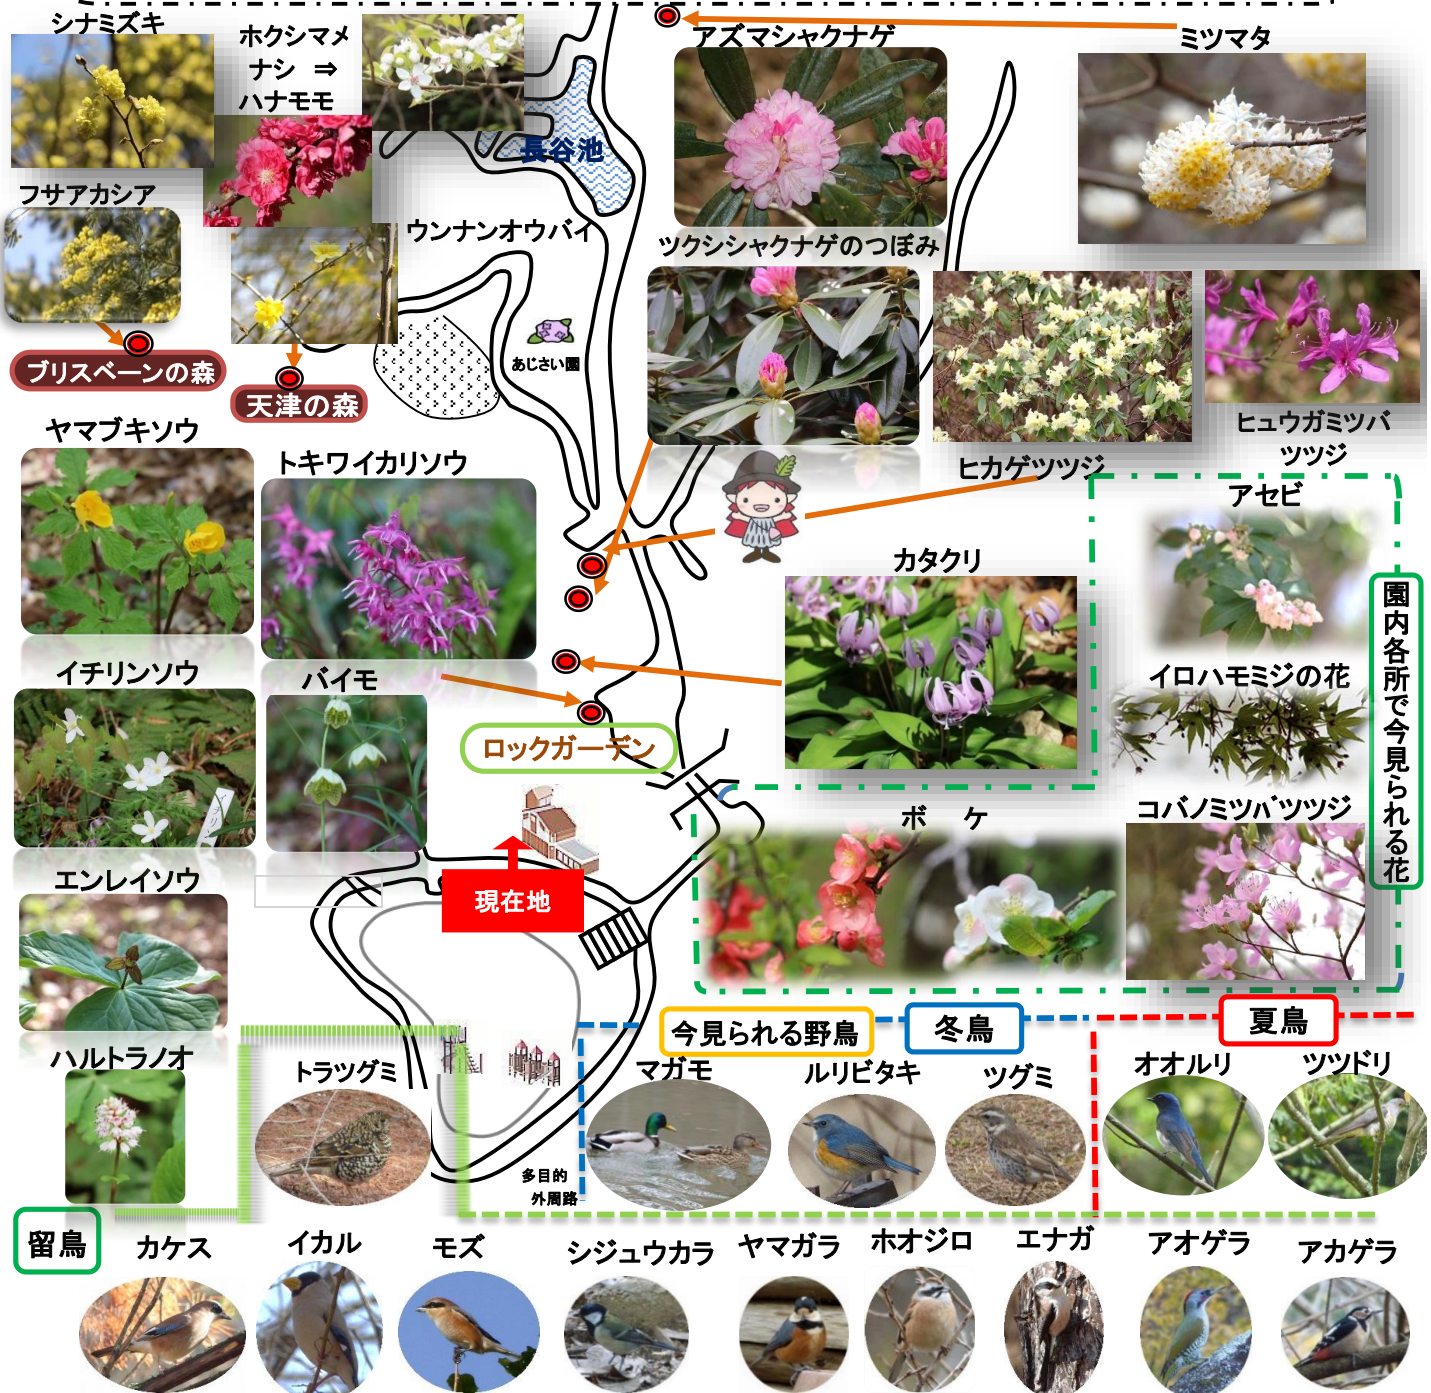 シナミズキ
ホクシマメ
ナシ ⇒
ハナモモ
アズマシャクナゲ
ミツマタ
長谷池
フサアカシア
ウンナンオウバイ
ツクシシャクナゲのつぼみ
あじさい園
ブリスベーンの森
天津の森
ヒュウガミツバ
ツツジ
ヒカゲツツジ
ヤマブキソウ
トキワイカリソウ
アセビ
カタクリ
園内各所で今見られる花
イチリンソウ
バイモ
イロハモミジの花
ロックガーデン
ボ ケ
コバノミツバツツジ
エンレイソウ
現在地
今見られる野鳥
冬鳥
夏鳥
ハルトラノオ
トラツグミ
マガモ
ルリビタキ
ツグミ
オオルリ
ツツドリ
多目的
外周路
留鳥
カケス
イカル
モズ
シジュウカラ
ヤマガラ
ホオジロ
エナガ
アオゲラ
アカゲラ